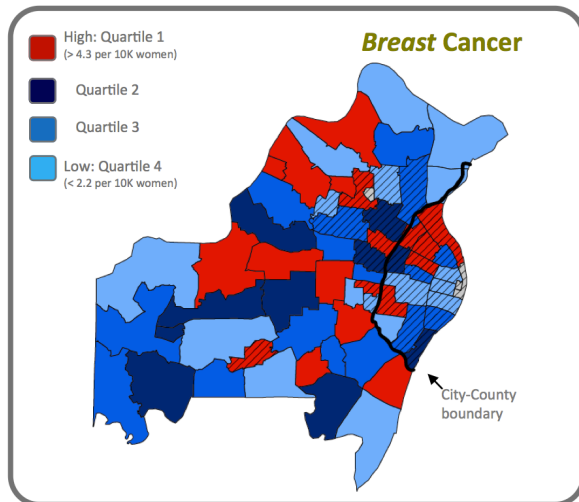 Breast Cancer
High: Quartile 1
(> 4.3 per 10K women)
Quartile 2
Quartile 3
Low: Quartile 4
(< 2.2 per 10K women)
City-County
boundary